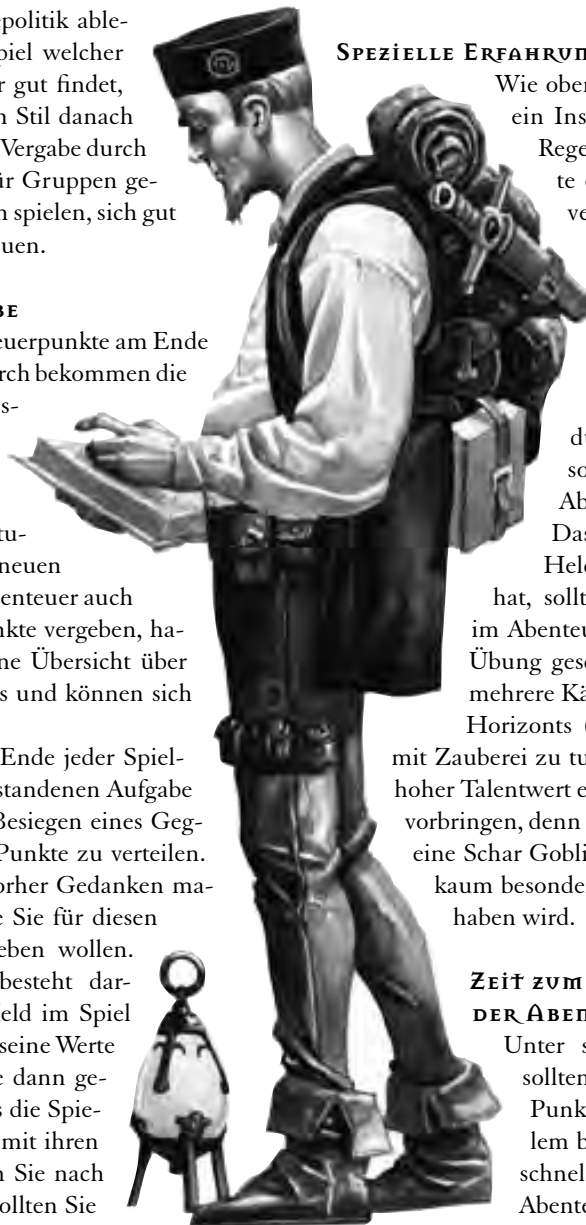 politik able-
piel welcher
r gut findet,
n Stil danach
Vergabe durch
ür Gruppen ge-
n spielen, sich gut
uen.
BE
euerpunkte am Ende
rch bekommen die
s-
tu-
neuen
enteuer auch
nkte vergeben, ha-
ne Übersicht über
s und können sich
Ende jeder Spiel-
standenen Aufgabe
Besiegen eines Geg-
Punkte zu verteilen.
orher Gedanken ma-
e Sie für diesen
eben wollen.
besteht dar-
eld im Spiel
seine Werte
e dann ge-
s die Spie-
mit ihren
n Sie nach
ollten Sie
Spezielle Erfahrun
Wie ober
ein Ins
Rege
te
ve
du
so
Ab
Das
Held
hat, sollt
im Abenteu
Übung gesc
mehrere Kä
Horizonts (
mit Zauberei zu tu
hoher Talentwert e
vorbringen, denn
eine Schar Gobli
kaum besonde
haben wird.
Zeit zum
der Aben
Unter s
sollten
Punk
lem b
schnel
Abente